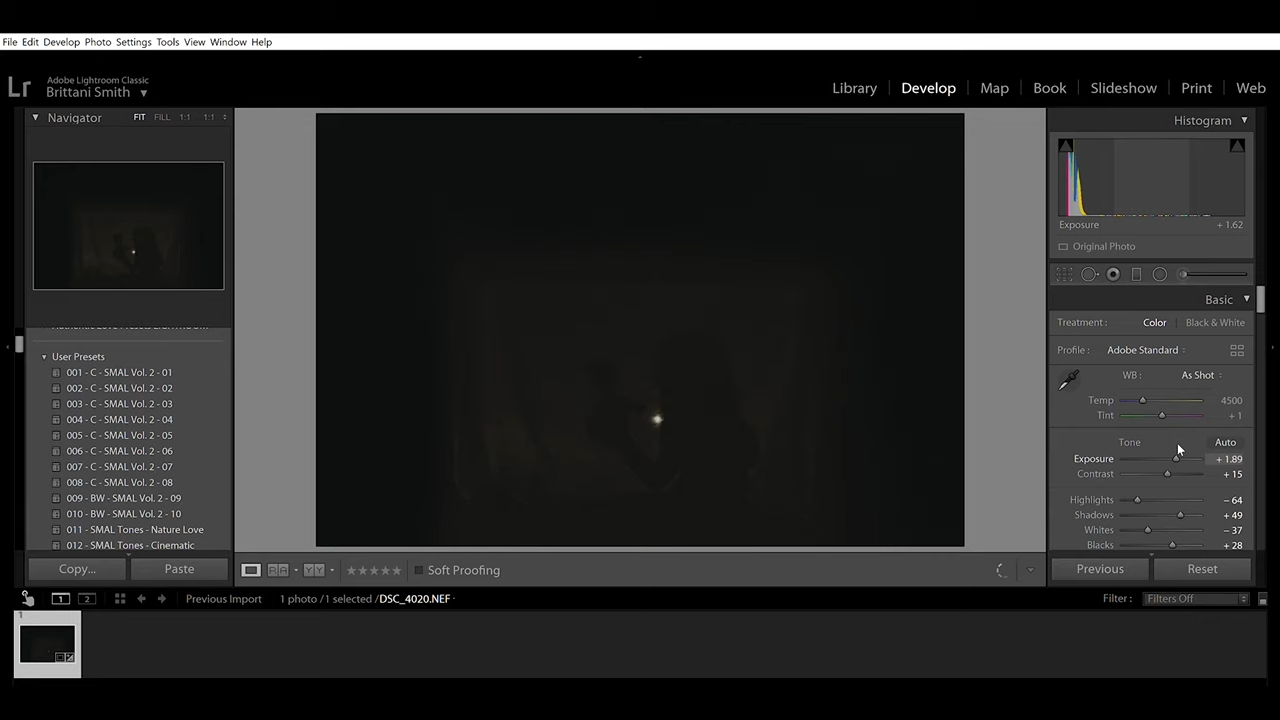 File Edit Develop Photo Settings Tools View Window Help
Lr
Adobe Lightroom Classic
Brittani Smith
Library | Develop | Map | Book | Slideshow | Print | Web
Navigator FIT FILL 1:1 1:1
User Presets
001 - C - SMAL Vol. 2 - 01
002 - C - SMAL Vol. 2 - 02
003 - C - SMAL Vol. 2 - 03
004 - C - SMAL Vol. 2 - 04
005 - C - SMAL Vol. 2 - 05
006 - C - SMAL Vol. 2 - 06
007 - C - SMAL Vol. 2 - 07
008 - C - SMAL Vol. 2 - 08
009 - BW - SMAL Vol. 2 - 09
010 - BW - SMAL Vol. 2 - 10
011 - SMAL Tones - Nature Love
012 - SMAL Tones - Cinematic
Copy... Paste
Soft Proofing
Histogram
Exposure + 1.62
Original Photo
Basic
Treatment : Color | Black & White
Profile : Adobe Standard
WB : As Shot
Temp 4500
Tint + 1
Tone Auto
Exposure + 1.89
Contrast + 15
Highlights − 64
Shadows + 49
Whites − 37
Blacks + 28
Previous Reset
1 2 Previous Import 1 photo / 1 selected / DSC_4020.NEF
Filter : Filters Off
1